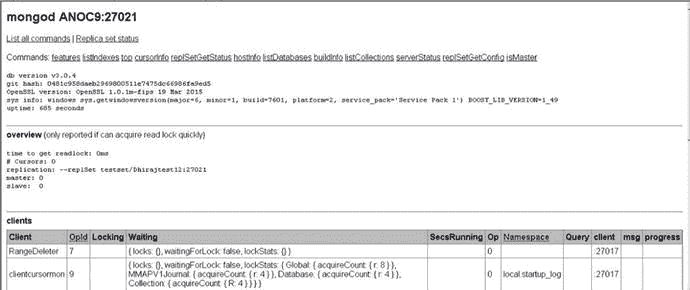 mongod ANOC9:27021
List all commands | Replica set status
Commands: features listIndexes top cursorInfo replSetGetStatus hostInfo listDatabases buildInfo listCollections serverStatus replSetGetConfig isMaster
db version v3.0.4
git hash: 0481c958daeb2969800511e7475dc66986fa9ed5
OpenSSL version: OpenSSL 1.0.1m-fips 19 Mar 2015
sys info: windows sys.getwindowsversion(major=6, minor=1, build=7601, platform=2, service_pack='Service Pack 1') BOOST_LIB_VERSION=1_49
uptime: 685 seconds
overview (only reported if can acquire read lock quickly)
time to get readlock: 0ms
# Cursors: 0
replication: --replSet testset/Dhirajtest12:27021
master: 0
slave: 0
clients
Client OpId Locking Waiting SecsRunning Op Namespace Query client msg progress
RangeDeleter 7 { locks: {}, waitingForLock: false, lockStats: {} } 0 :27017
clientcursormon 9 { locks: {}, waitingForLock: false, lockStats: { Global: { acquireCount: { r: 8 } }, MMAPV1Journal: { acquireCount: { r: 4 } }, Database: { acquireCount: { r: 4 } }, Collection: { acquireCount: { R: 4 } } } } 0 local.startup_log :27017